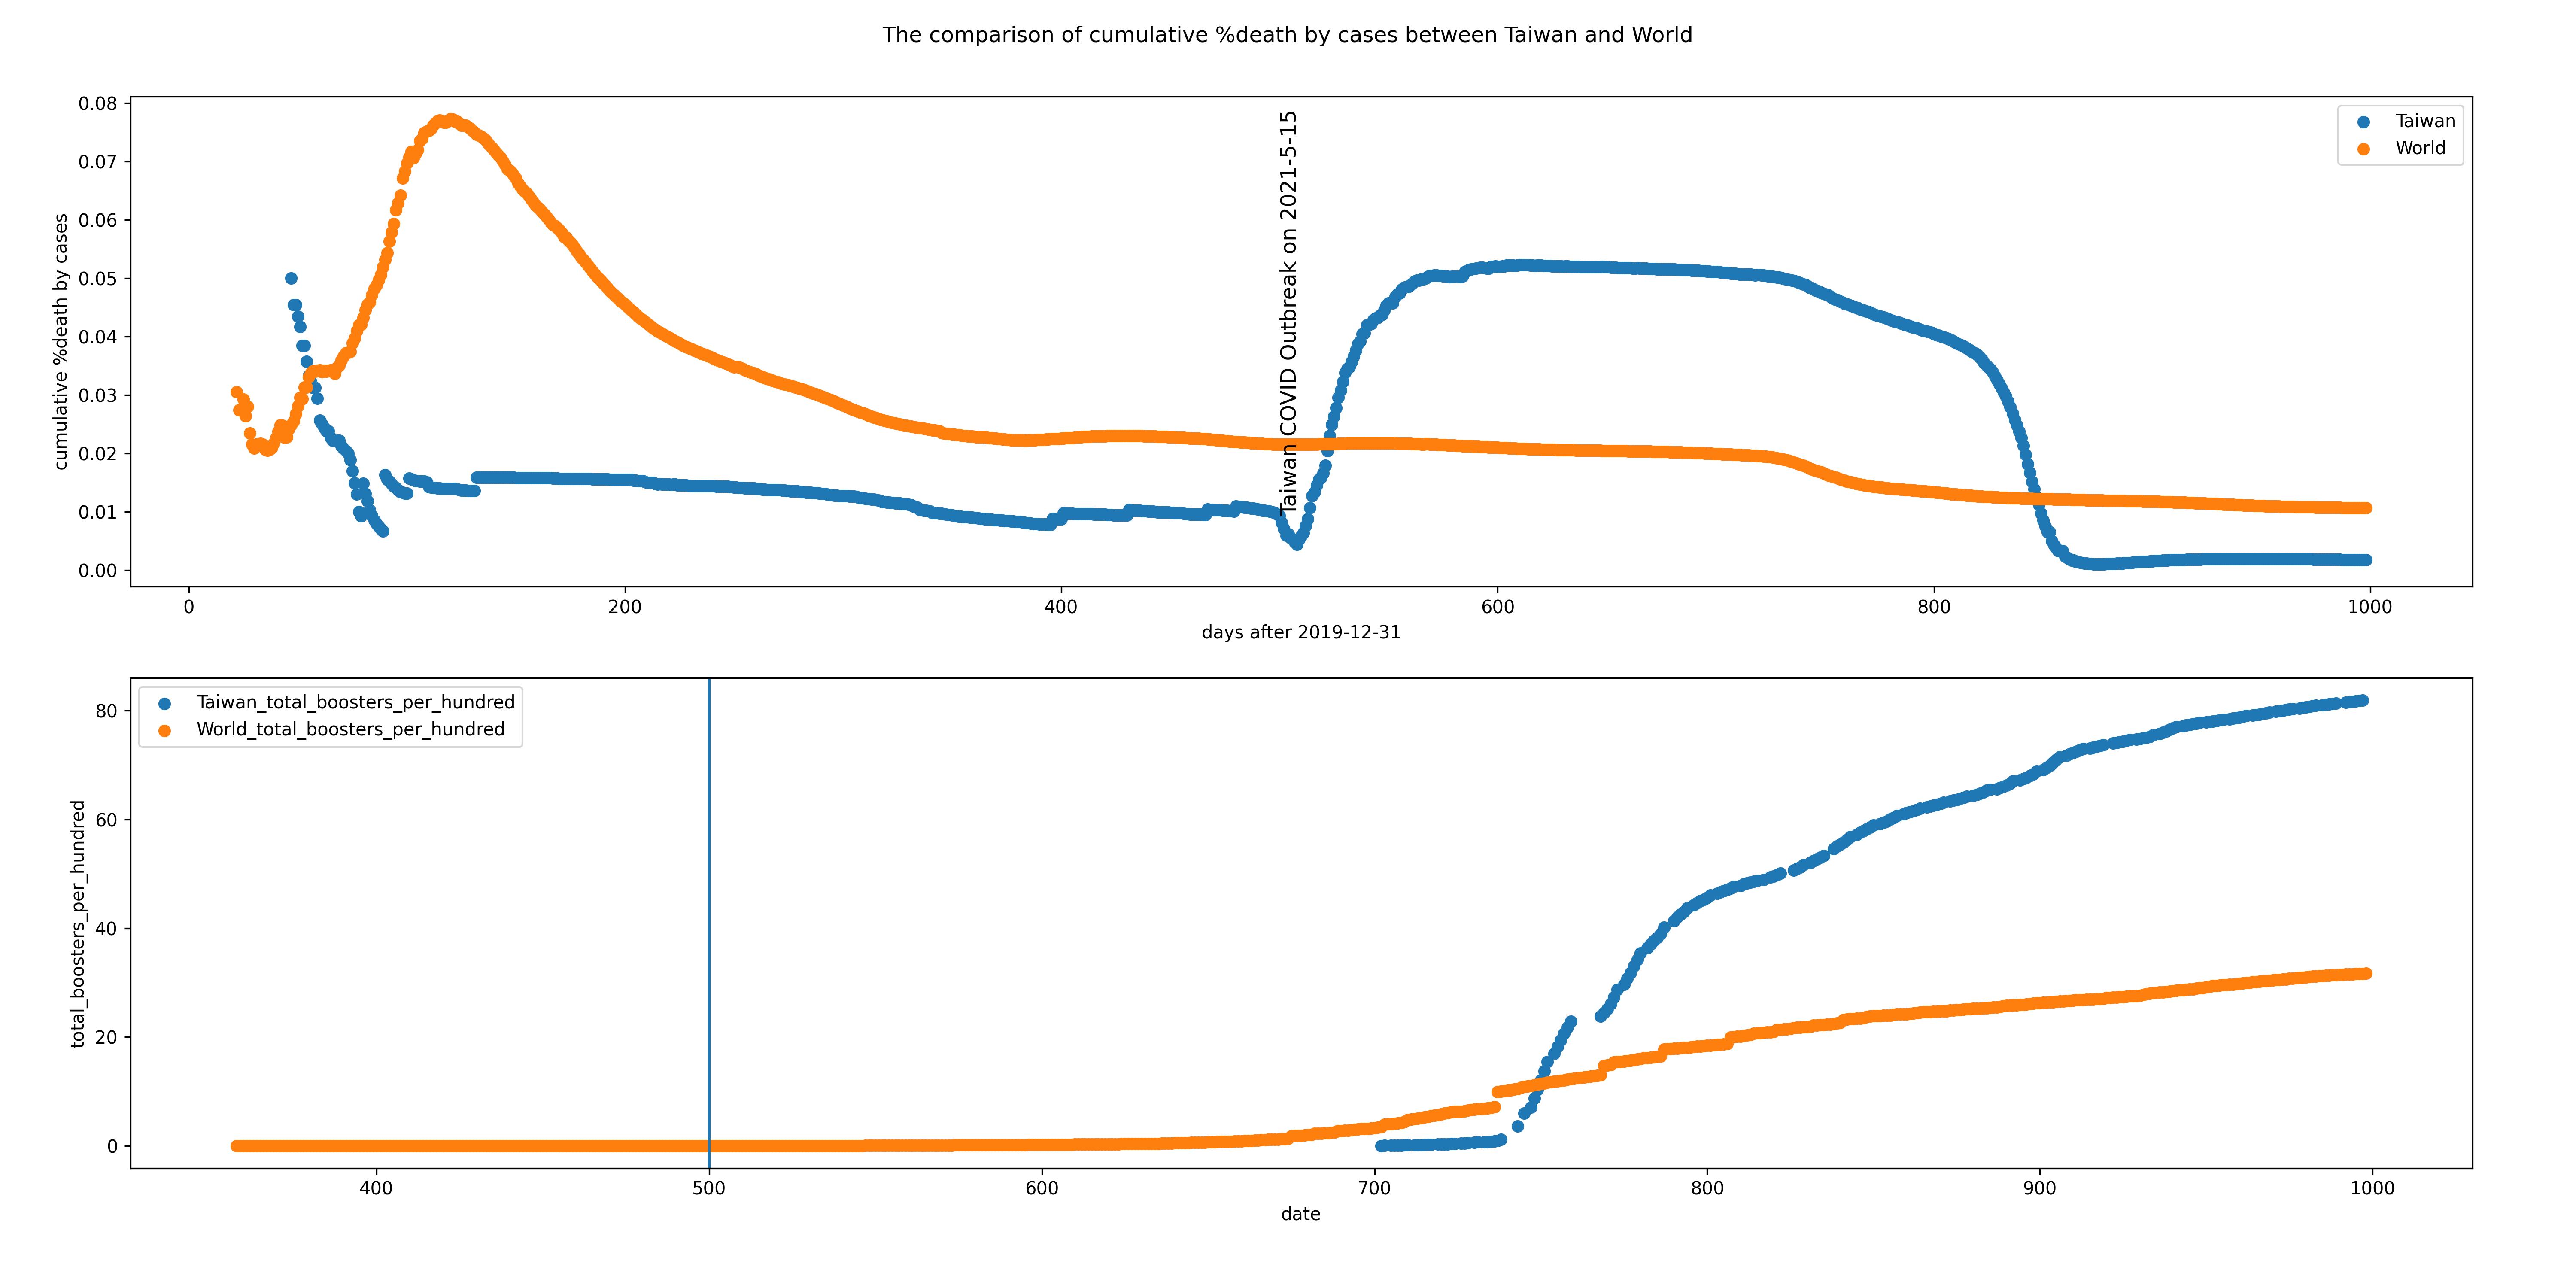 The comparison of cumulative %death by cases between Taiwan and World
0.08
0.07
0.06
0.05
0.04
0.03
0.02
0.01
0.00
cumulative %death by cases
Taiwan
World
Taiwan COVID Outbreak on 2021-5-15
0 200 400 600 800 1000
days after 2019-12-31
Taiwan_total_boosters_per_hundred
World_total_boosters_per_hundred
80
60
40
20
0
total_boosters_per_hundred
400 500 600 700 800 900 1000
date